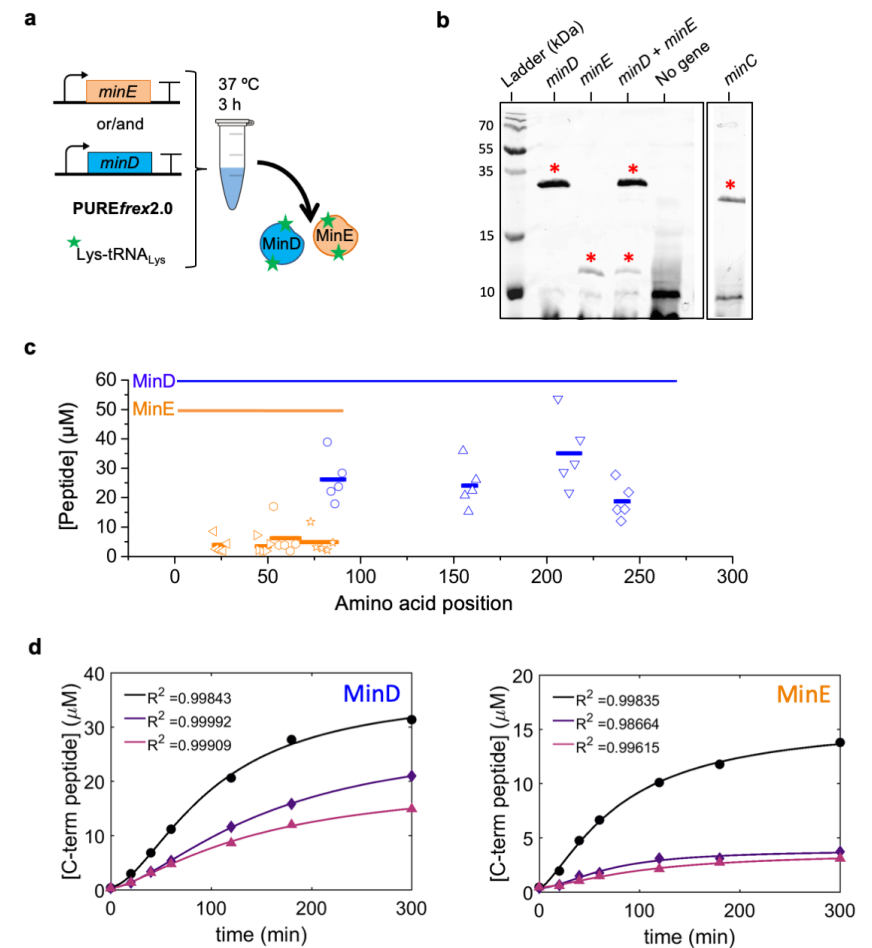 a
minE
or/and
minD
PUREfrex2.0
Lys-tRNALys
37 ºC
3 h
MinD
MinE
b
Ladder (kDa)
minD
minE
minD + minE
No gene
minC
70
55
35
15
10
*
*
*
*
*
c
[Peptide] (µM)
60
50
40
30
20
10
0
MinD
MinE
0
50
100
150
200
250
300
Amino acid position
d
[C-term peptide] (µM)
40
30
20
10
0
R2 =0.99843
R2 =0.99992
R2 =0.99909
MinD
0
100
200
300
time (min)
[C-term peptide] (µM)
20
15
10
5
0
R2 =0.99835
R2 =0.98664
R2 =0.99615
MinE
0
100
200
300
time (min)